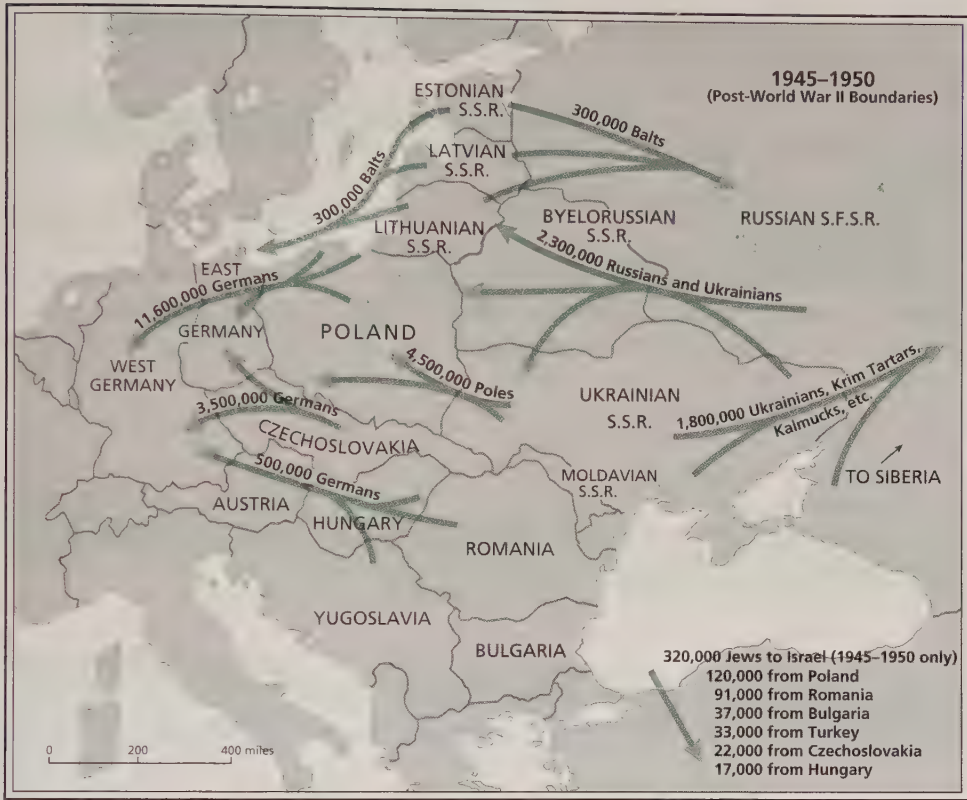 1945–1950
(Post-World War II Boundaries)
ESTONIAN
S.S.R.
300,000 Balts
LATVIAN
S.S.R.
300,000 Balts
LITHUANIAN
S.S.R.
BYELORUSSIAN
S.S.R.
RUSSIAN S.F.S.R.
2,300,000 Russians and Ukrainians
EAST
GERMANY
11,600,000 Germans
WEST
GERMANY
POLAND
4,500,000 Poles
3,500,000 Germans
UKRAINIAN
S.S.R.
1,800,000 Ukrainians, Krim Tartars,
Kalmucks, etc.
TO SIBERIA
CZECHOSLOVAKIA
500,000 Germans
AUSTRIA
HUNGARY
MOLDAVIAN
S.S.R.
ROMANIA
YUGOSLAVIA
BULGARIA
320,000 Jews to Israel (1945–1950 only)
120,000 from Poland
91,000 from Romania
37,000 from Bulgaria
33,000 from Turkey
22,000 from Czechoslovakia
17,000 from Hungary
0 200 400 miles